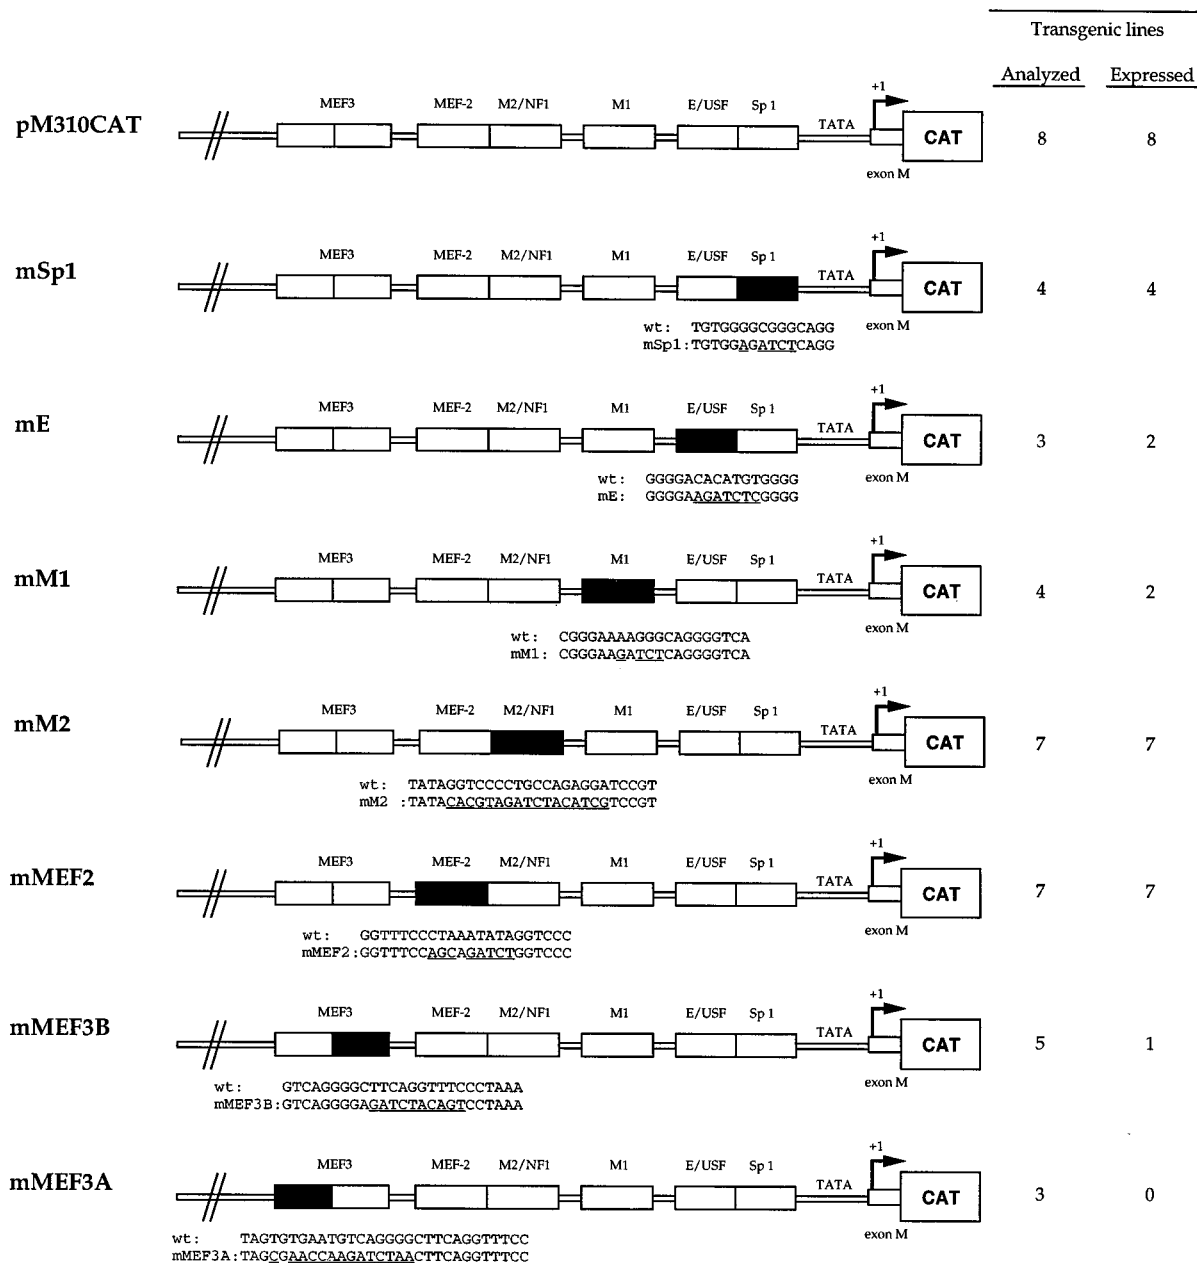 Transgenic lines
Analyzed Expressed
pM310CAT
MEF3 MEF-2 M2/NF1 M1 E/USF Sp 1 TATA +1 CAT 8 8
exon M
mSp1
MEF3 MEF-2 M2/NF1 M1 E/USF Sp 1 TATA +1 CAT 4 4
exon M
wt: TGTGGGGCGGGCAGG
mSp1:TGTGGAGATCTCAGG
mE
MEF3 MEF-2 M2/NF1 M1 E/USF Sp 1 TATA +1 CAT 3 2
exon M
wt: GGGGACACATGTGGGG
mE: GGGGAAGATCTCGGGG
mM1
MEF3 MEF-2 M2/NF1 M1 E/USF Sp 1 TATA +1 CAT 4 2
exon M
wt: CGGGAAAAGGGCAGGGGTCA
mM1: CGGGAAGATCTCAGGGGTCA
mM2
MEF3 MEF-2 M2/NF1 M1 E/USF Sp 1 TATA +1 CAT 7 7
exon M
wt: TATAGGTCCCCTGCCAGAGGATCCGT
mM2 :TATACACGTAGATCTACATCGTCCGT
mMEF2
MEF3 MEF-2 M2/NF1 M1 E/USF Sp 1 TATA +1 CAT 7 7
exon M
wt: GGTTTCCCTAAATATAGGTCCC
mMEF2:GGTTTCCAGCAGATCTGGTCCC
mMEF3B
MEF3 MEF-2 M2/NF1 M1 E/USF Sp 1 TATA +1 CAT 5 1
exon M
wt: GTCAGGGGCTTCAGGTTTCCCTAAA
mMEF3B:GTCAGGGGAGATCTACAGTCCTAAA
mMEF3A
MEF3 MEF-2 M2/NF1 M1 E/USF Sp 1 TATA +1 CAT 3 0
exon M
wt: TAGTGTGAATGTCAGGGGCTTCAGGTTTCC
mMEF3A:TAGCGAACCAAGATCTAACTTCAGGTTTCC